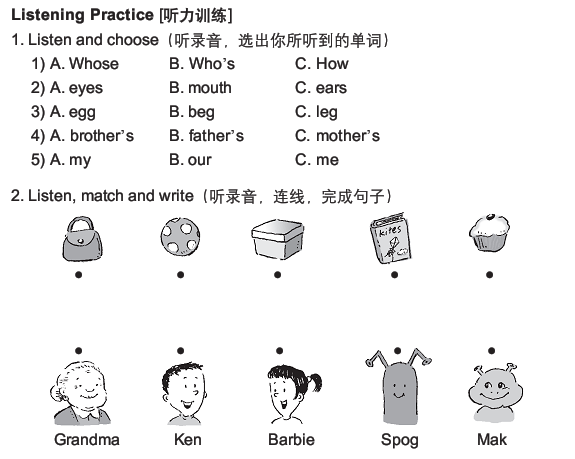 Listening Practice [听力训练]
1. Listen and choose（听录音，选出你所听到的单词）
1) A. Whose B. Who's C. How
2) A. eyes B. mouth C. ears
3) A. egg B. beg C. leg
4) A. brother's B. father's C. mother's
5) A. my B. our C. me
2. Listen, match and write（听录音，连线，完成句子）
kites
Grandma Ken Barbie Spog Mak